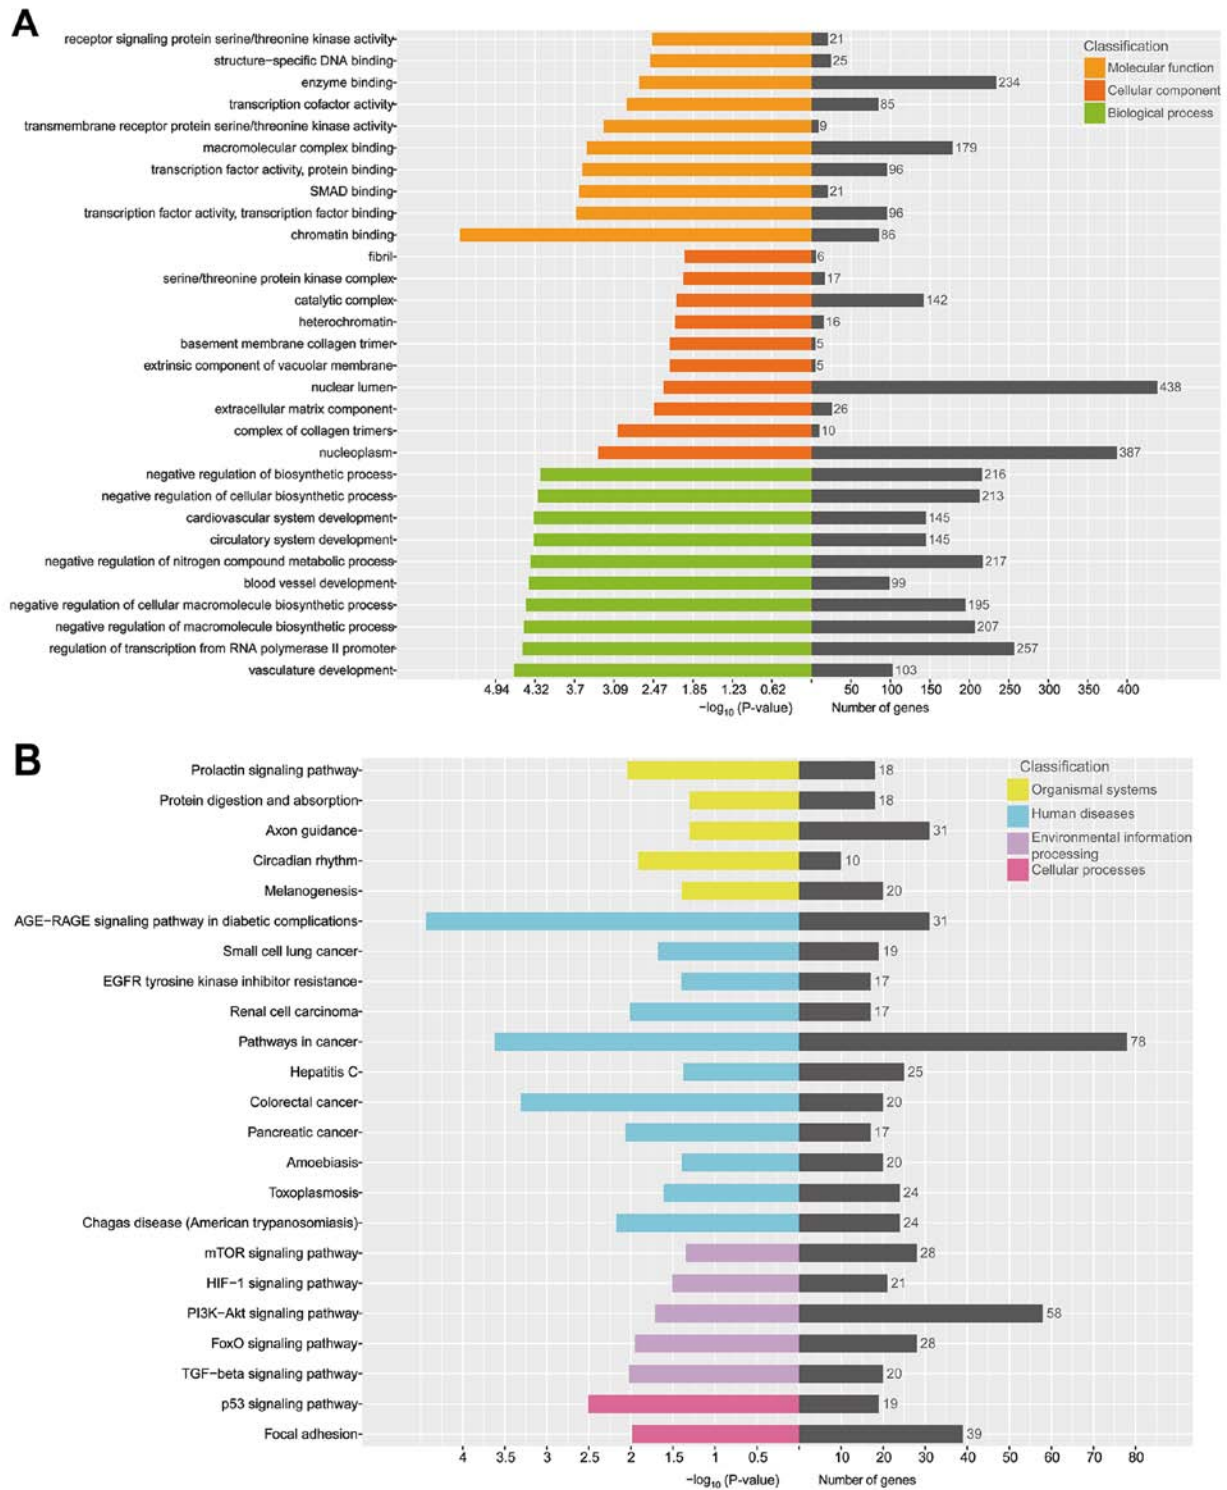 A
receptor signaling protein serine/threonine kinase activity 21
structure-specific DNA binding 25
enzyme binding 234
transcription cofactor activity 85
transmembrane receptor protein serine/threonine kinase activity 9
macromolecular complex binding 179
transcription factor activity, protein binding 96
SMAD binding 21
transcription factor activity, transcription factor binding 96
chromatin binding 86
fibril 6
serine/threonine protein kinase complex 17
catalytic complex 142
heterochromatin 16
basement membrane collagen trimer 5
extrinsic component of vacuolar membrane 5
nuclear lumen 438
extracellular matrix component 26
complex of collagen trimers 10
nucleoplasm 387
negative regulation of biosynthetic process 216
negative regulation of cellular biosynthetic process 213
cardiovascular system development 145
circulatory system development 145
negative regulation of nitrogen compound metabolic process 217
blood vessel development 99
negative regulation of cellular macromolecule biosynthetic process 195
negative regulation of macromolecule biosynthetic process 207
regulation of transcription from RNA polymerase II promoter 257
vasculature development 103
4.94 4.32 3.7 3.09 2.47 1.85 1.23 0.62 50 100 150 200 250 300 350 400
−log₁₀ (P-value) Number of genes
Classification
Molecular function
Cellular component
Biological process
B
Prolactin signaling pathway 18
Protein digestion and absorption 18
Axon guidance 31
Circadian rhythm 10
Melanogenesis 20
AGE−RAGE signaling pathway in diabetic complications 31
Small cell lung cancer 19
EGFR tyrosine kinase inhibitor resistance 17
Renal cell carcinoma 17
Pathways in cancer 78
Hepatitis C 25
Colorectal cancer 20
Pancreatic cancer 17
Amoebiasis 20
Toxoplasmosis 24
Chagas disease (American trypanosomiasis) 24
mTOR signaling pathway 28
HIF−1 signaling pathway 21
PI3K−Akt signaling pathway 58
FoxO signaling pathway 28
TGF−beta signaling pathway 20
p53 signaling pathway 19
Focal adhesion 39
4 3.5 3 2.5 2 1.5 1 0.5 10 20 30 40 50 60 70 80
−log₁₀ (P-value) Number of genes
Classification
Organismal systems
Human diseases
Environmental information
processing
Cellular processes